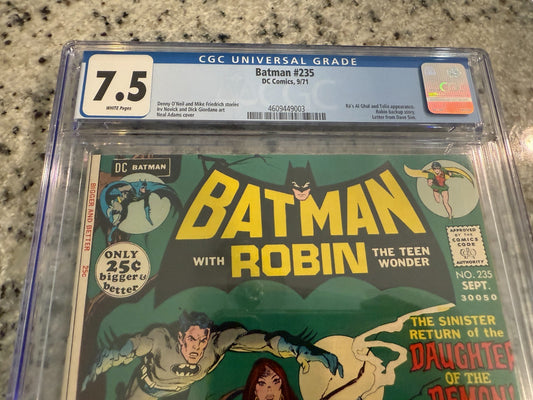 CGC UNIVERSAL GRADE
7.5
WHITE Pages
Batman #235
DC Comics, 9/71
Denny O'Neil and Mike Friedrich stories
Irv Novick and Dick Giordano art
Neal Adams cover
4609449003
Ra's Al Ghul and Talia appearance.
Robin backup story.
Letter from Dave Sim.
DC BATMAN
BIGGER AND BETTER 25¢
ONLY
25¢
bigger &
better
BATMAN
WITH ROBIN THE TEEN
WONDER
APPROVED
BY THE
COMICS
CODE
AUTHORITY
NO. 235
SEPT.
30050
THE SINISTER
RETURN of the
DAUGHTER
OF THE
DEMON!